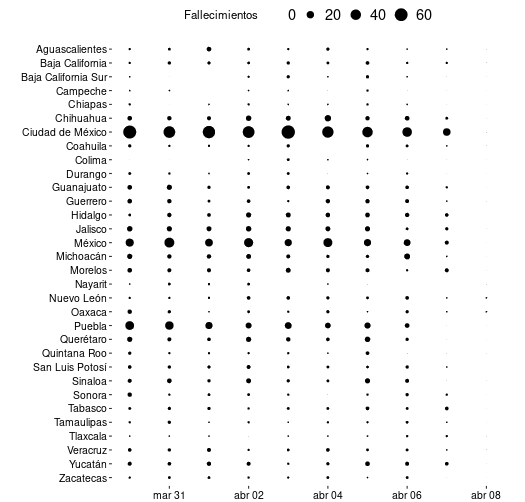 Fallecimientos 0 20 40 60
Aguascalientes
Baja California
Baja California Sur
Campeche
Chiapas
Chihuahua
Ciudad de México
Coahuila
Colima
Durango
Guanajuato
Guerrero
Hidalgo
Jalisco
México
Michoacán
Morelos
Nayarit
Nuevo León
Oaxaca
Puebla
Querétaro
Quintana Roo
San Luis Potosí
Sinaloa
Sonora
Tabasco
Tamaulipas
Tlaxcala
Veracruz
Yucatán
Zacatecas
mar 31 abr 02 abr 04 abr 06 abr 08